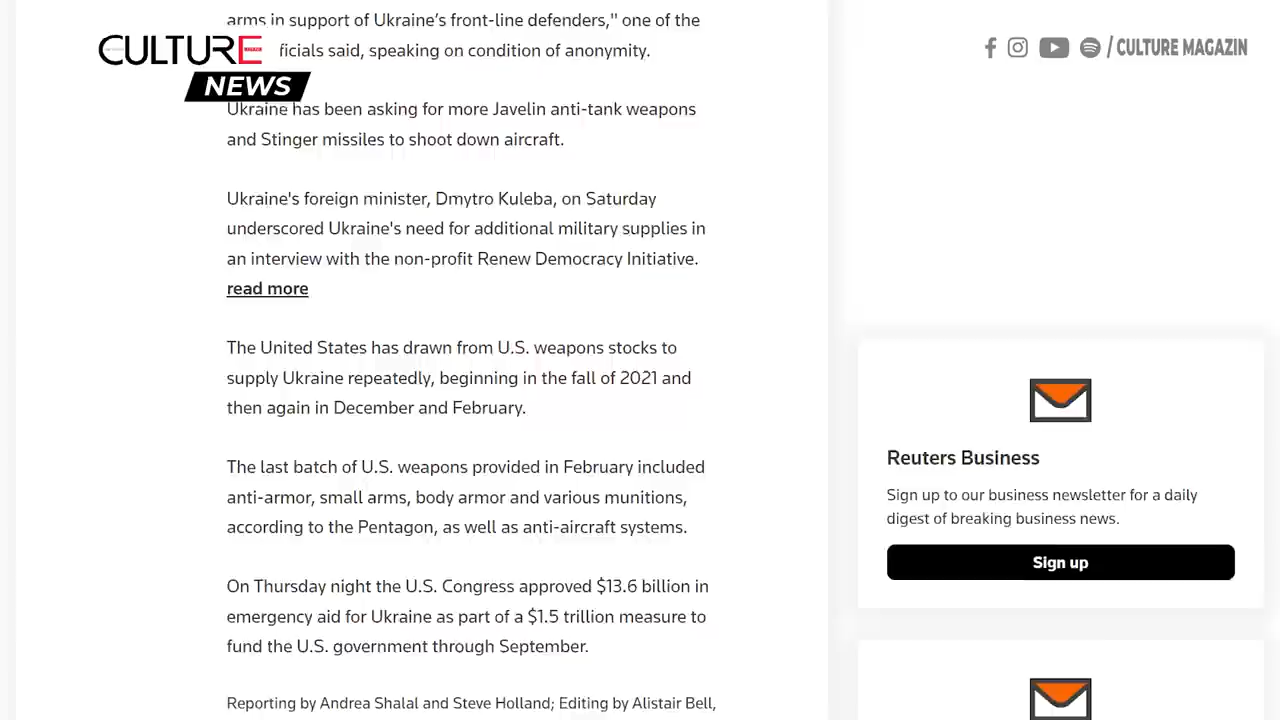 arms in support of Ukraine’s front-line defenders," one of the
ficials said, speaking on condition of anonymity.
CULTURE
NEWS
/ CULTURE MAGAZIN
Ukraine has been asking for more Javelin anti-tank weapons
and Stinger missiles to shoot down aircraft.
Ukraine's foreign minister, Dmytro Kuleba, on Saturday
underscored Ukraine's need for additional military supplies in
an interview with the non-profit Renew Democracy Initiative.
read more
The United States has drawn from U.S. weapons stocks to
supply Ukraine repeatedly, beginning in the fall of 2021 and
then again in December and February.
The last batch of U.S. weapons provided in February included
anti-armor, small arms, body armor and various munitions,
according to the Pentagon, as well as anti-aircraft systems.
On Thursday night the U.S. Congress approved $13.6 billion in
emergency aid for Ukraine as part of a $1.5 trillion measure to
fund the U.S. government through September.
Reporting by Andrea Shalal and Steve Holland; Editing by Alistair Bell,
Reuters Business
Sign up to our business newsletter for a daily
digest of breaking business news.
Sign up